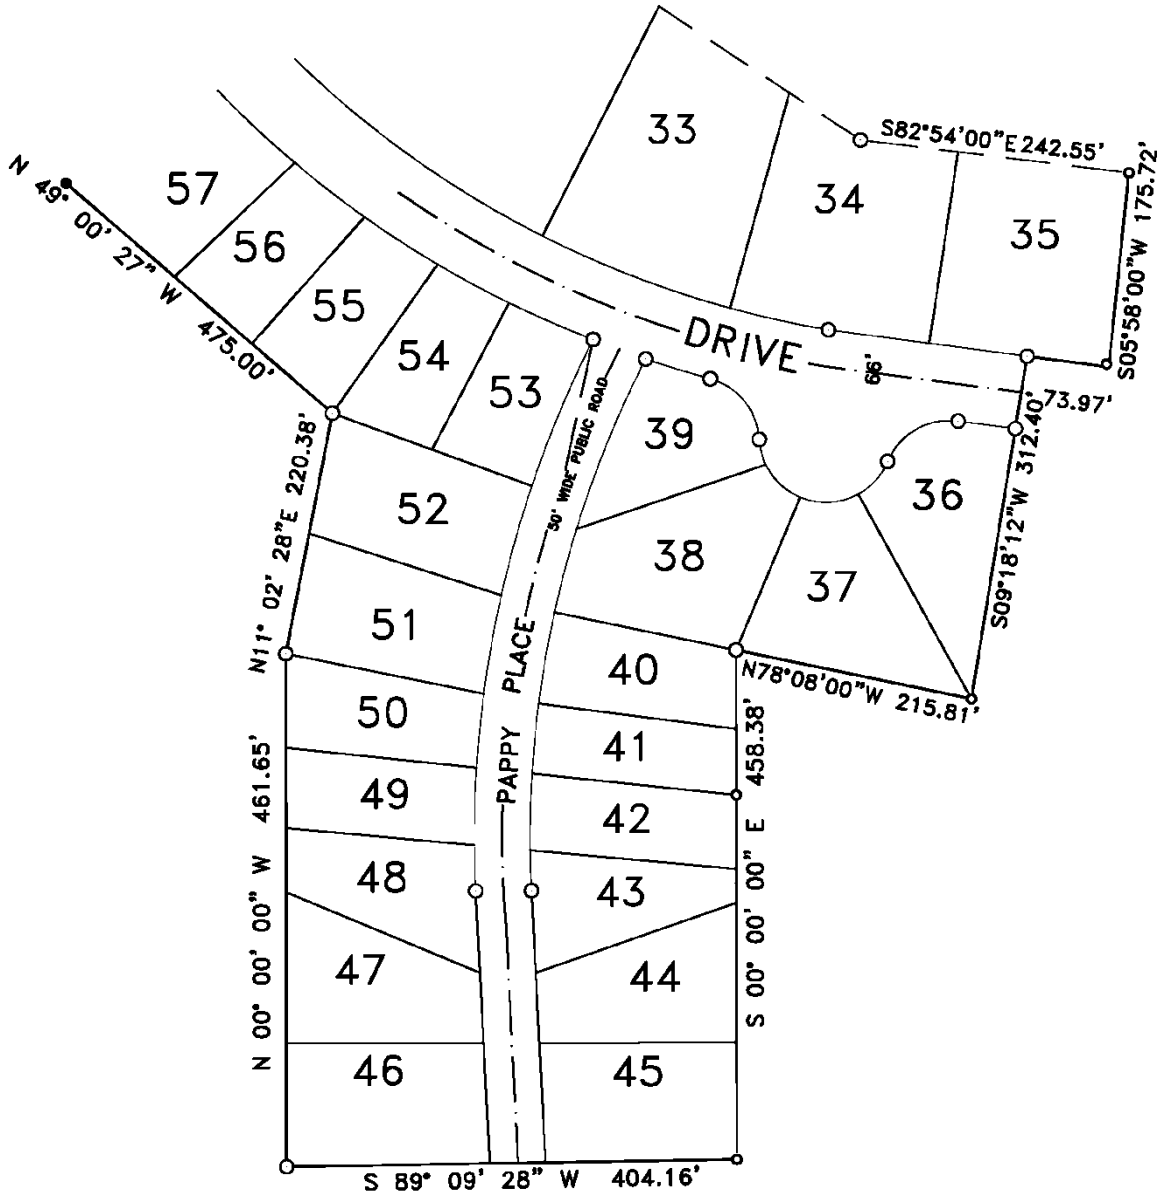 33
S82°54'00"E 242.55'
34
35
S05°58'00"W 175.72'
N 49° 00' 27" W 475.00'
57
56
55
54
53
DRIVE
66'
73.97'
50' WIDE PUBLIC ROAD
39
36
S09°18'12"W 312.40'
N11° 02' 28"E 220.38'
52
38
37
51
PAPPY PLACE
40
N78°08'00"W 215.81'
50
41
49
42
48
43
N 00° 00' 00" W 461.65'
S 00° 00' 00" E 458.38'
47
44
46
45
S 89° 09' 28" W 404.16'